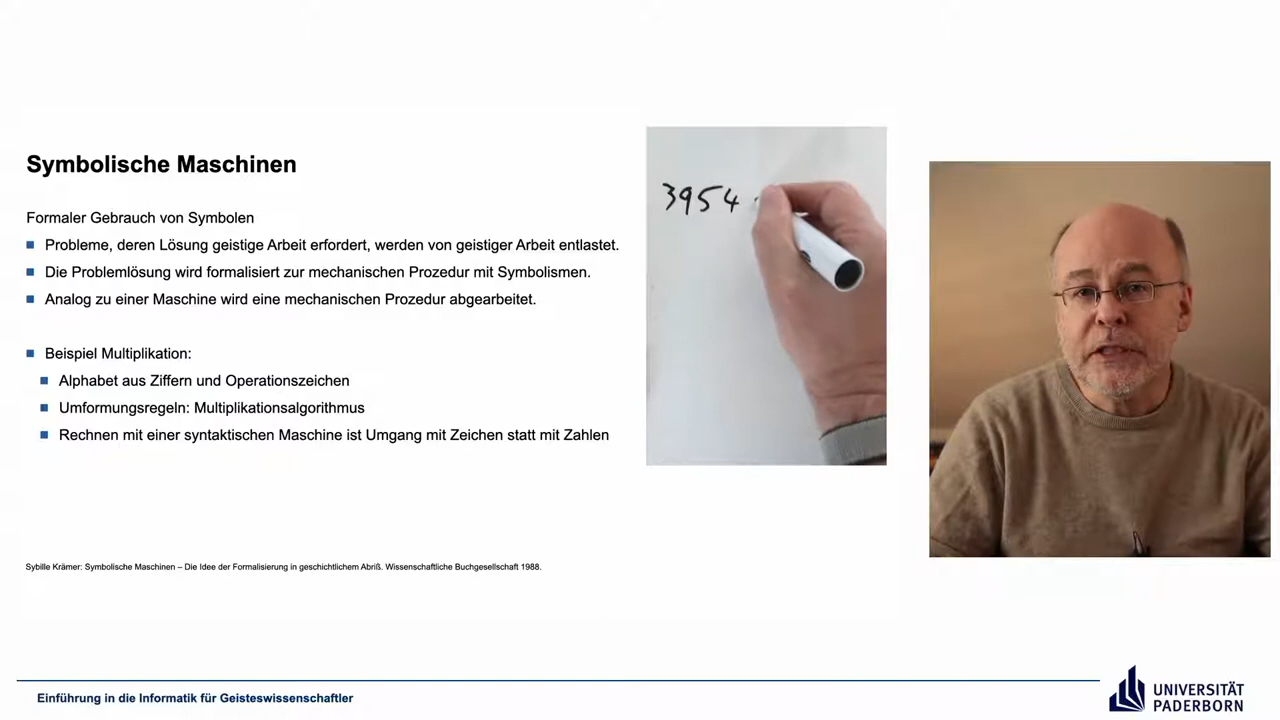 Symbolische Maschinen
Formaler Gebrauch von Symbolen
Probleme, deren Lösung geistige Arbeit erfordert, werden von geistiger Arbeit entlastet.
Die Problemlösung wird formalisiert zur mechanischen Prozedur mit Symbolismen.
Analog zu einer Maschine wird eine mechanischen Prozedur abgearbeitet.
Beispiel Multiplikation:
Alphabet aus Ziffern und Operationszeichen
Umformungsregeln: Multiplikationsalgorithmus
Rechnen mit einer syntaktischen Maschine ist Umgang mit Zeichen statt mit Zahlen
3954
Sybille Krämer: Symbolische Maschinen – Die Idee der Formalisierung in geschichtlichem Abriß. Wissenschaftliche Buchgesellschaft 1988.
Einführung in die Informatik für Geisteswissenschaftler
UNIVERSITÄT
PADERBORN